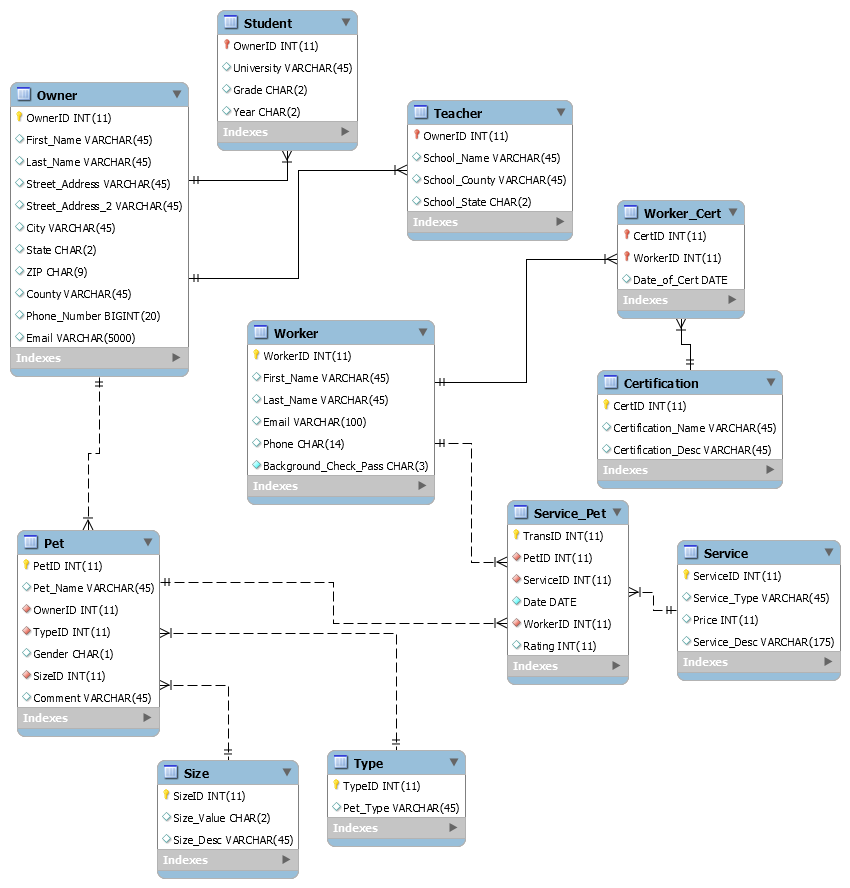 Student
OwnerID INT(11)
University VARCHAR(45)
Grade CHAR(2)
Year CHAR(2)
Indexes
Owner
OwnerID INT(11)
First_Name VARCHAR(45)
Last_Name VARCHAR(45)
Street_Address VARCHAR(45)
Street_Address_2 VARCHAR(45)
City VARCHAR(45)
State CHAR(2)
ZIP CHAR(9)
County VARCHAR(45)
Phone_Number BIGINT(20)
Email VARCHAR(5000)
Indexes
Teacher
OwnerID INT(11)
School_Name VARCHAR(45)
School_County VARCHAR(45)
School_State CHAR(2)
Indexes
Worker_Cert
CertID INT(11)
WorkerID INT(11)
Date_of_Cert DATE
Indexes
Worker
WorkerID INT(11)
First_Name VARCHAR(45)
Last_Name VARCHAR(45)
Email VARCHAR(100)
Phone CHAR(14)
Background_Check_Pass CHAR(3)
Indexes
Certification
CertID INT(11)
Certification_Name VARCHAR(45)
Certification_Desc VARCHAR(45)
Indexes
Service_Pet
TransID INT(11)
PetID INT(11)
ServiceID INT(11)
Date DATE
WorkerID INT(11)
Rating INT(11)
Indexes
Service
ServiceID INT(11)
Service_Type VARCHAR(45)
Price INT(11)
Service_Desc VARCHAR(175)
Indexes
Pet
PetID INT(11)
Pet_Name VARCHAR(45)
OwnerID INT(11)
TypeID INT(11)
Gender CHAR(1)
SizeID INT(11)
Comment VARCHAR(45)
Indexes
Size
SizeID INT(11)
Size_Value CHAR(2)
Size_Desc VARCHAR(45)
Indexes
Type
TypeID INT(11)
Pet_Type VARCHAR(45)
Indexes